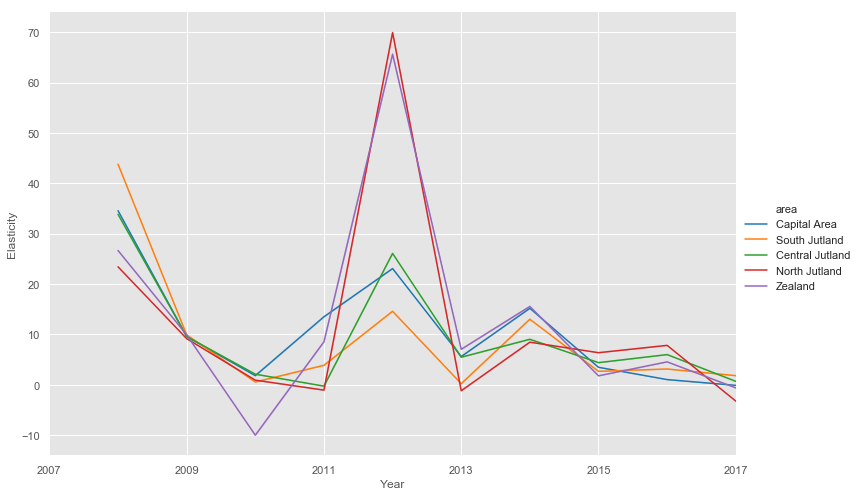 70
60
50
40
30
20
10
0
−10
Elasticity
2007 2009 2011 2013 2015 2017
Year
area
Capital Area
South Jutland
Central Jutland
North Jutland
Zealand